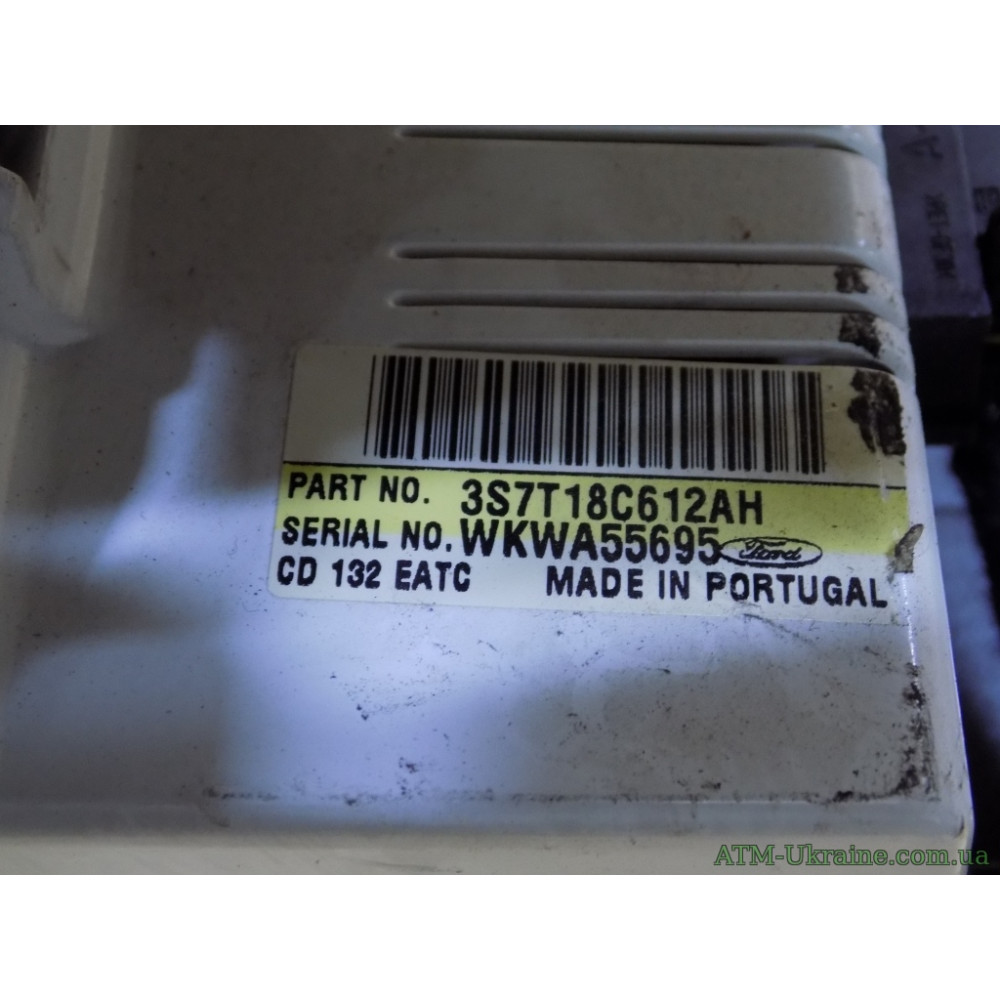 PART NO. 3S7T18C612AH
SERIAL NO. WKWA55695 Ford
CD 132 EATC MADE IN PORTUGAL
ATM-Ukraine.com.ua